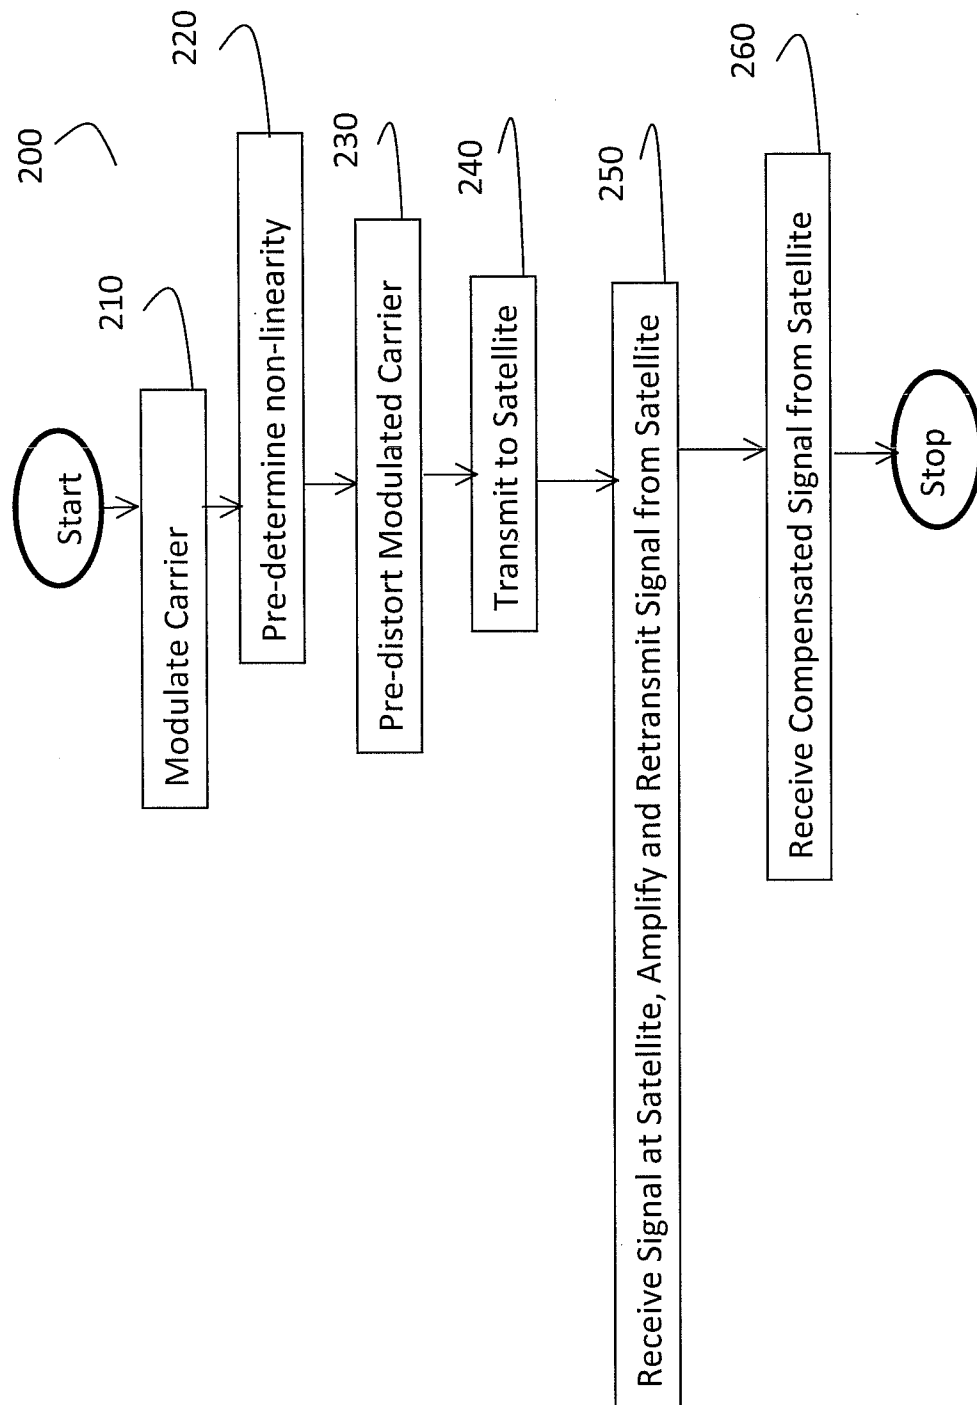 200
Start
210
Modulate Carrier
220
Pre-determine non-linearity
230
Pre-distort Modulated Carrier
240
Transmit to Satellite
250
Receive Signal at Satellite, Amplify and Retransmit Signal from Satellite
260
Receive Compensated Signal from Satellite
Stop